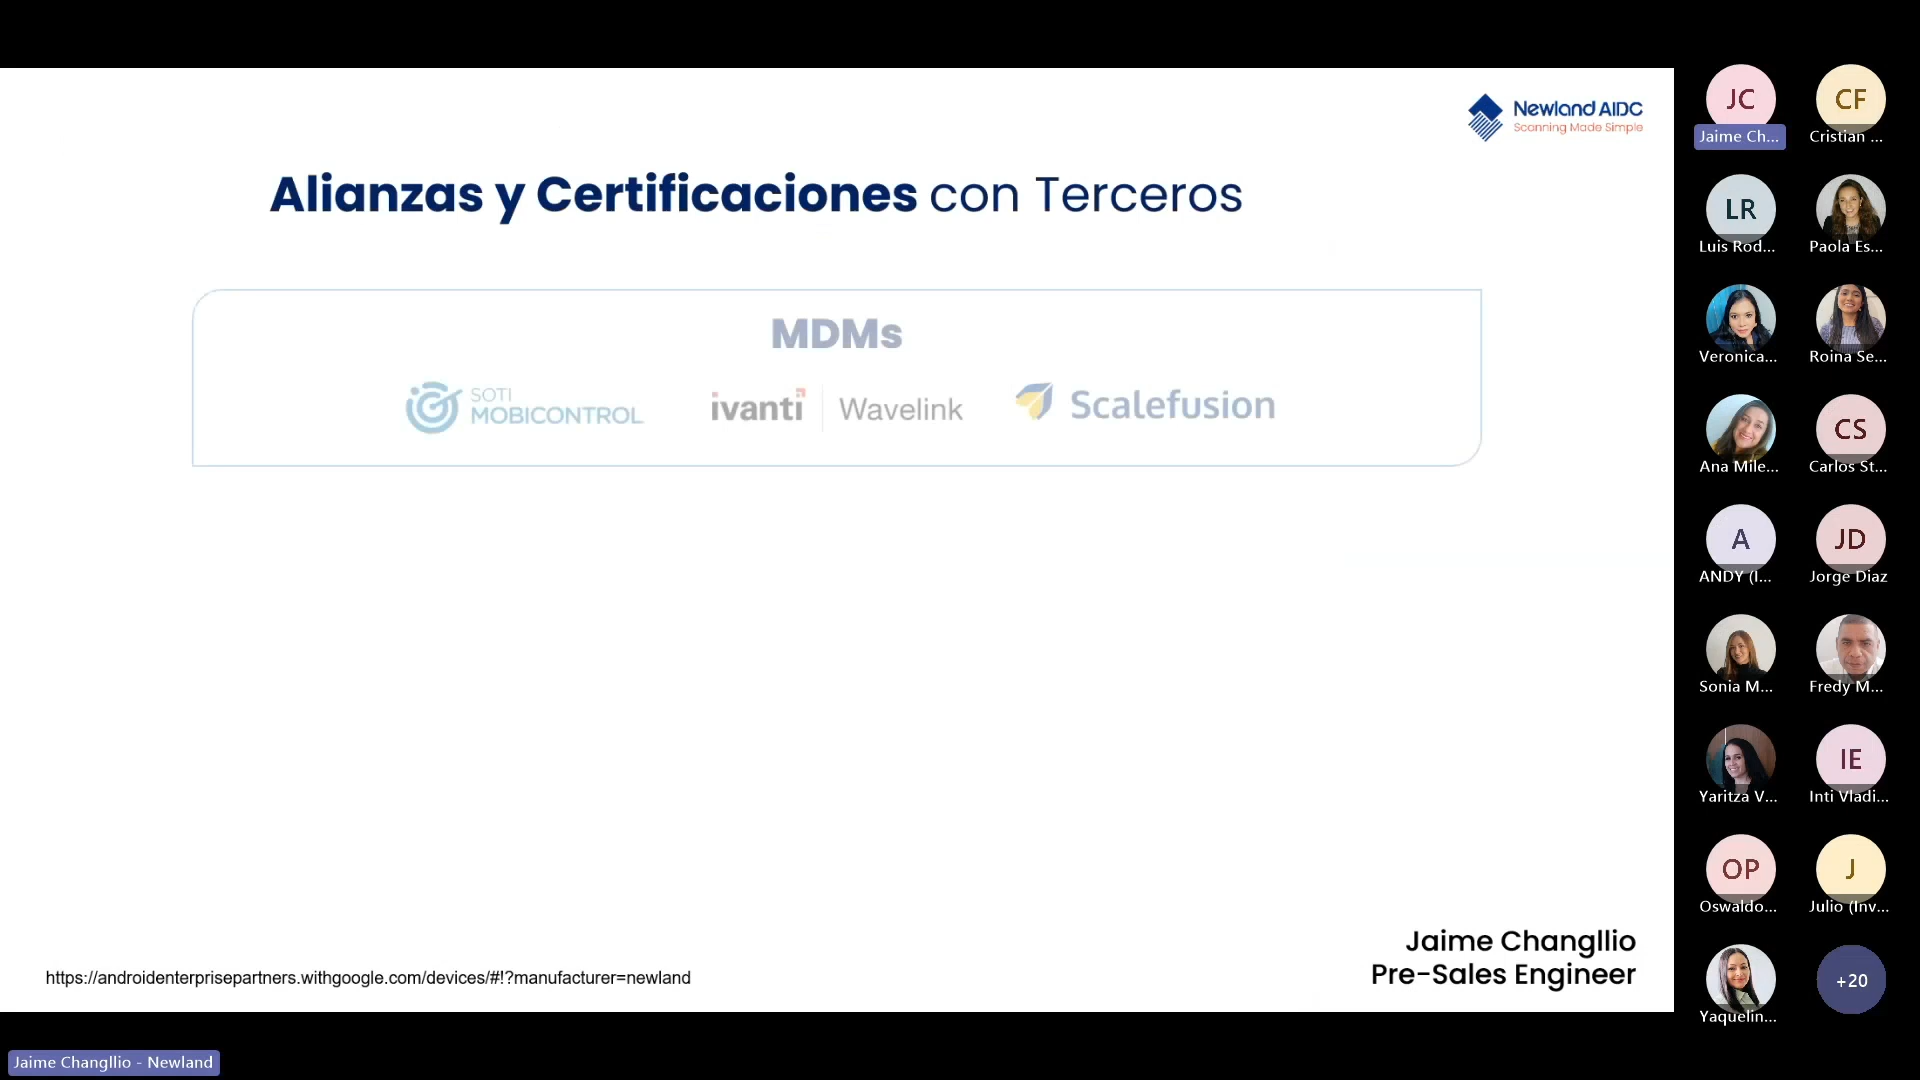 Newland AIDC
Scanning Made Simple
Alianzas y Certificaciones con Terceros
MDMs
SOTI
MOBICONTROL
ivanti
Wavelink
Scalefusion
Jaime Changllio
Pre-Sales Engineer
https://androidenterprisepartners.withgoogle.com/devices/#!?manufacturer=newland
Jaime Changllio - Newland
JC
CF
Jaime Ch...
Cristian ...
LR
Luis Rod...
Paola Es...
Veronica...
Roina Se...
CS
Ana Mile...
Carlos St...
A
JD
ANDY (I...
Jorge Diaz
Sonia M...
Fredy M...
IE
Yaritza V...
Inti Vladi...
OP
J
Oswaldo...
Julio (Inv...
+20
Yaquelin...